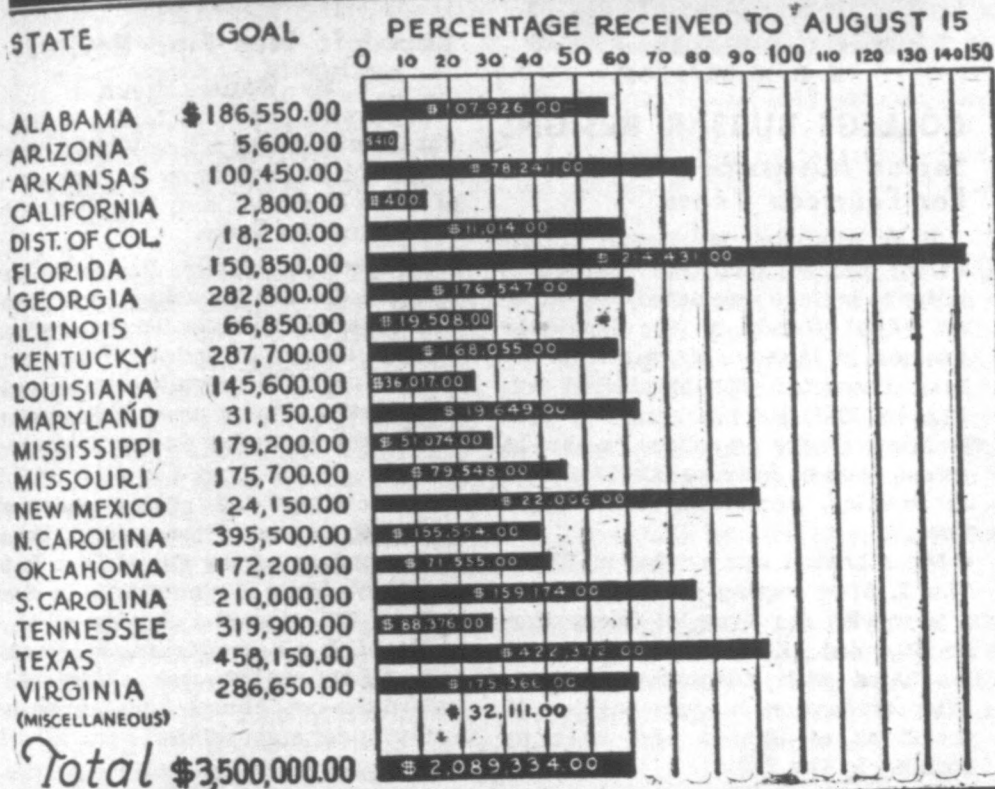 STATE GOAL PERCENTAGE RECEIVED TO AUGUST 15
0 10 20 30 40 50 60 70 80 90 100 110 120 130 140 150
ALABAMA $186,550.00 $107,926.00
ARIZONA 5,600.00 $410
ARKANSAS 100,450.00 $78,241.00
CALIFORNIA 2,800.00 $400
DIST. OF COL. 18,200.00 $11,014.00
FLORIDA 150,850.00 $214,431.00
GEORGIA 282,800.00 $176,547.00
ILLINOIS 66,850.00 $19,508.00
KENTUCKY 287,700.00 $168,055.00
LOUISIANA 145,600.00 $36,017.00
MARYLAND 31,150.00 $19,649.00
MISSISSIPPI 179,200.00 $51,074.00
MISSOURI 175,700.00 $79,548.00
NEW MEXICO 24,150.00 $22,006.00
N. CAROLINA 395,500.00
OKLAHOMA 172,200.00 $71,555.00
S. CAROLINA 210,000.00 $159,174.00
TENNESSEE 319,900.00 $88,376.00
TEXAS 458,150.00 $422,372.00
VIRGINIA 286,650.00
(MISCELLANEOUS) $32,111.00
Total $3,500,000.00 $2,089,334.00